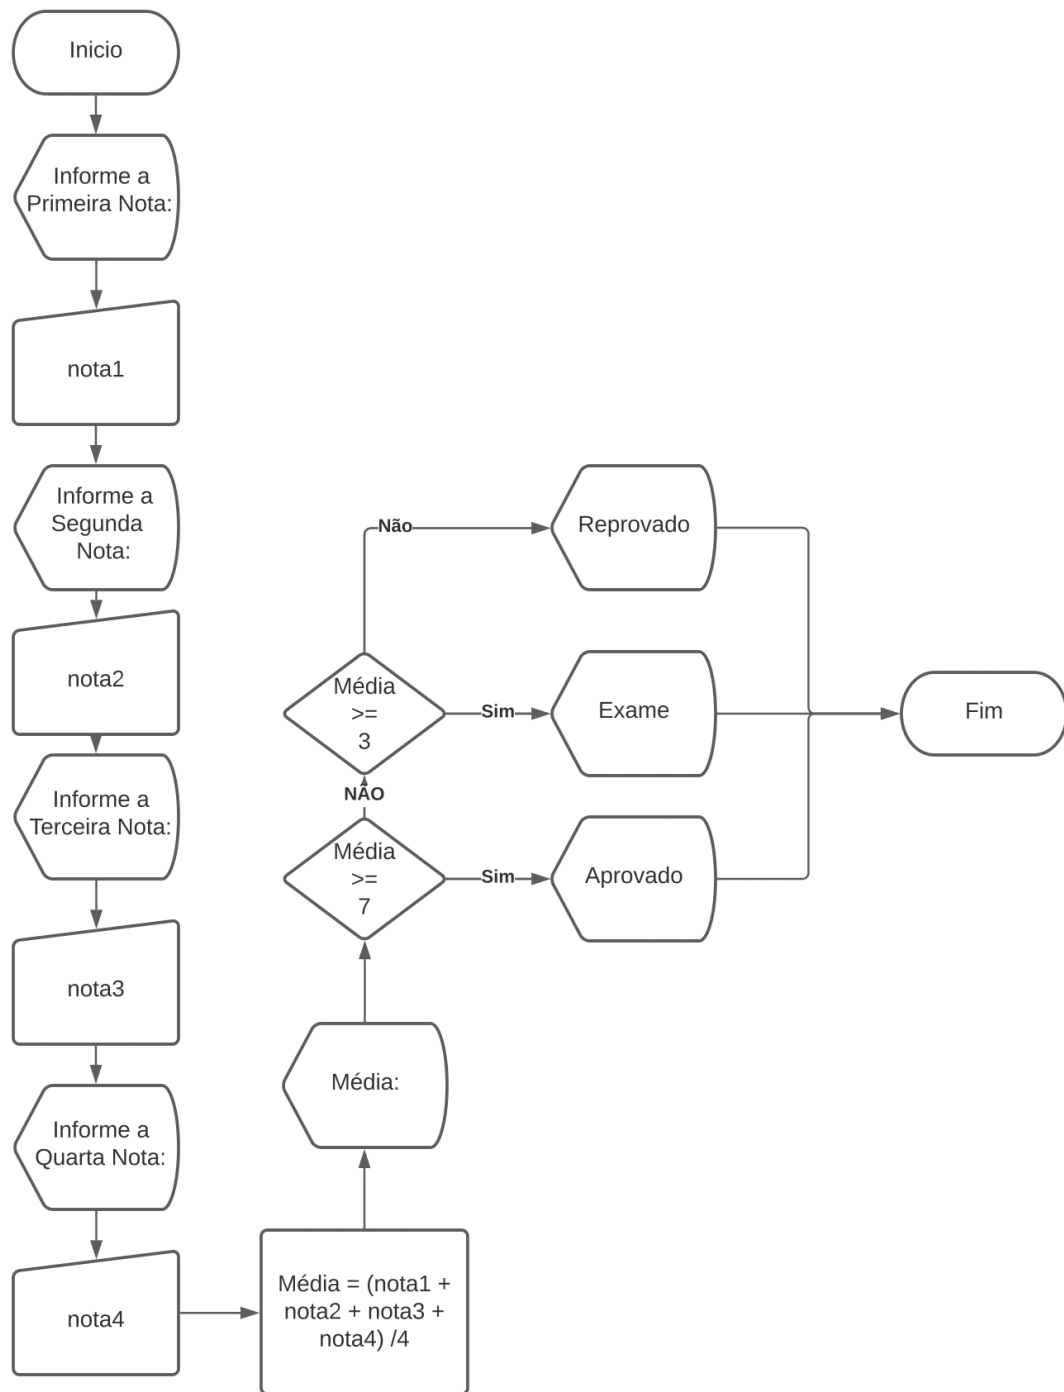 Inicio
Informe a
Primeira Nota:
nota1
Informe a
Segunda
Nota:
nota2
Informe a
Terceira Nota:
nota3
Informe a
Quarta Nota:
nota4
Média = (nota1 +
nota2 + nota3 +
nota4) /4
Média:
Média
>=
7
Sim
Aprovado
NÃO
Média
>=
3
Sim
Exame
Não
Reprovado
Fim